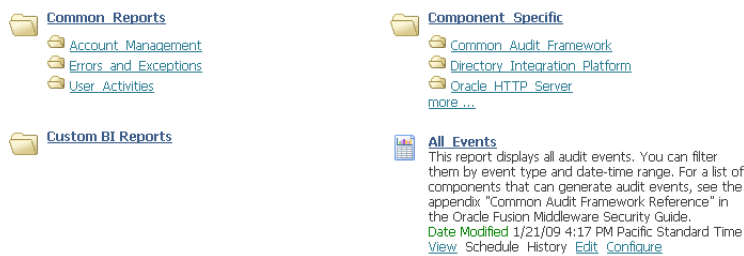 Common Reports
Account Management
Errors and Exceptions
User Activities
Component Specific
Common Audit Framework
Directory Integration Platform
Oracle HTTP Server
more ...
Custom BI Reports
All Events
This report displays all audit events. You can filter
them by event type and date-time range. For a list of
components that can generate audit events, see the
appendix "Common Audit Framework Reference" in
the Oracle Fusion Middleware Security Guide.
Date Modified 1/21/09 4:17 PM Pacific Standard Time
View Schedule History Edit Configure